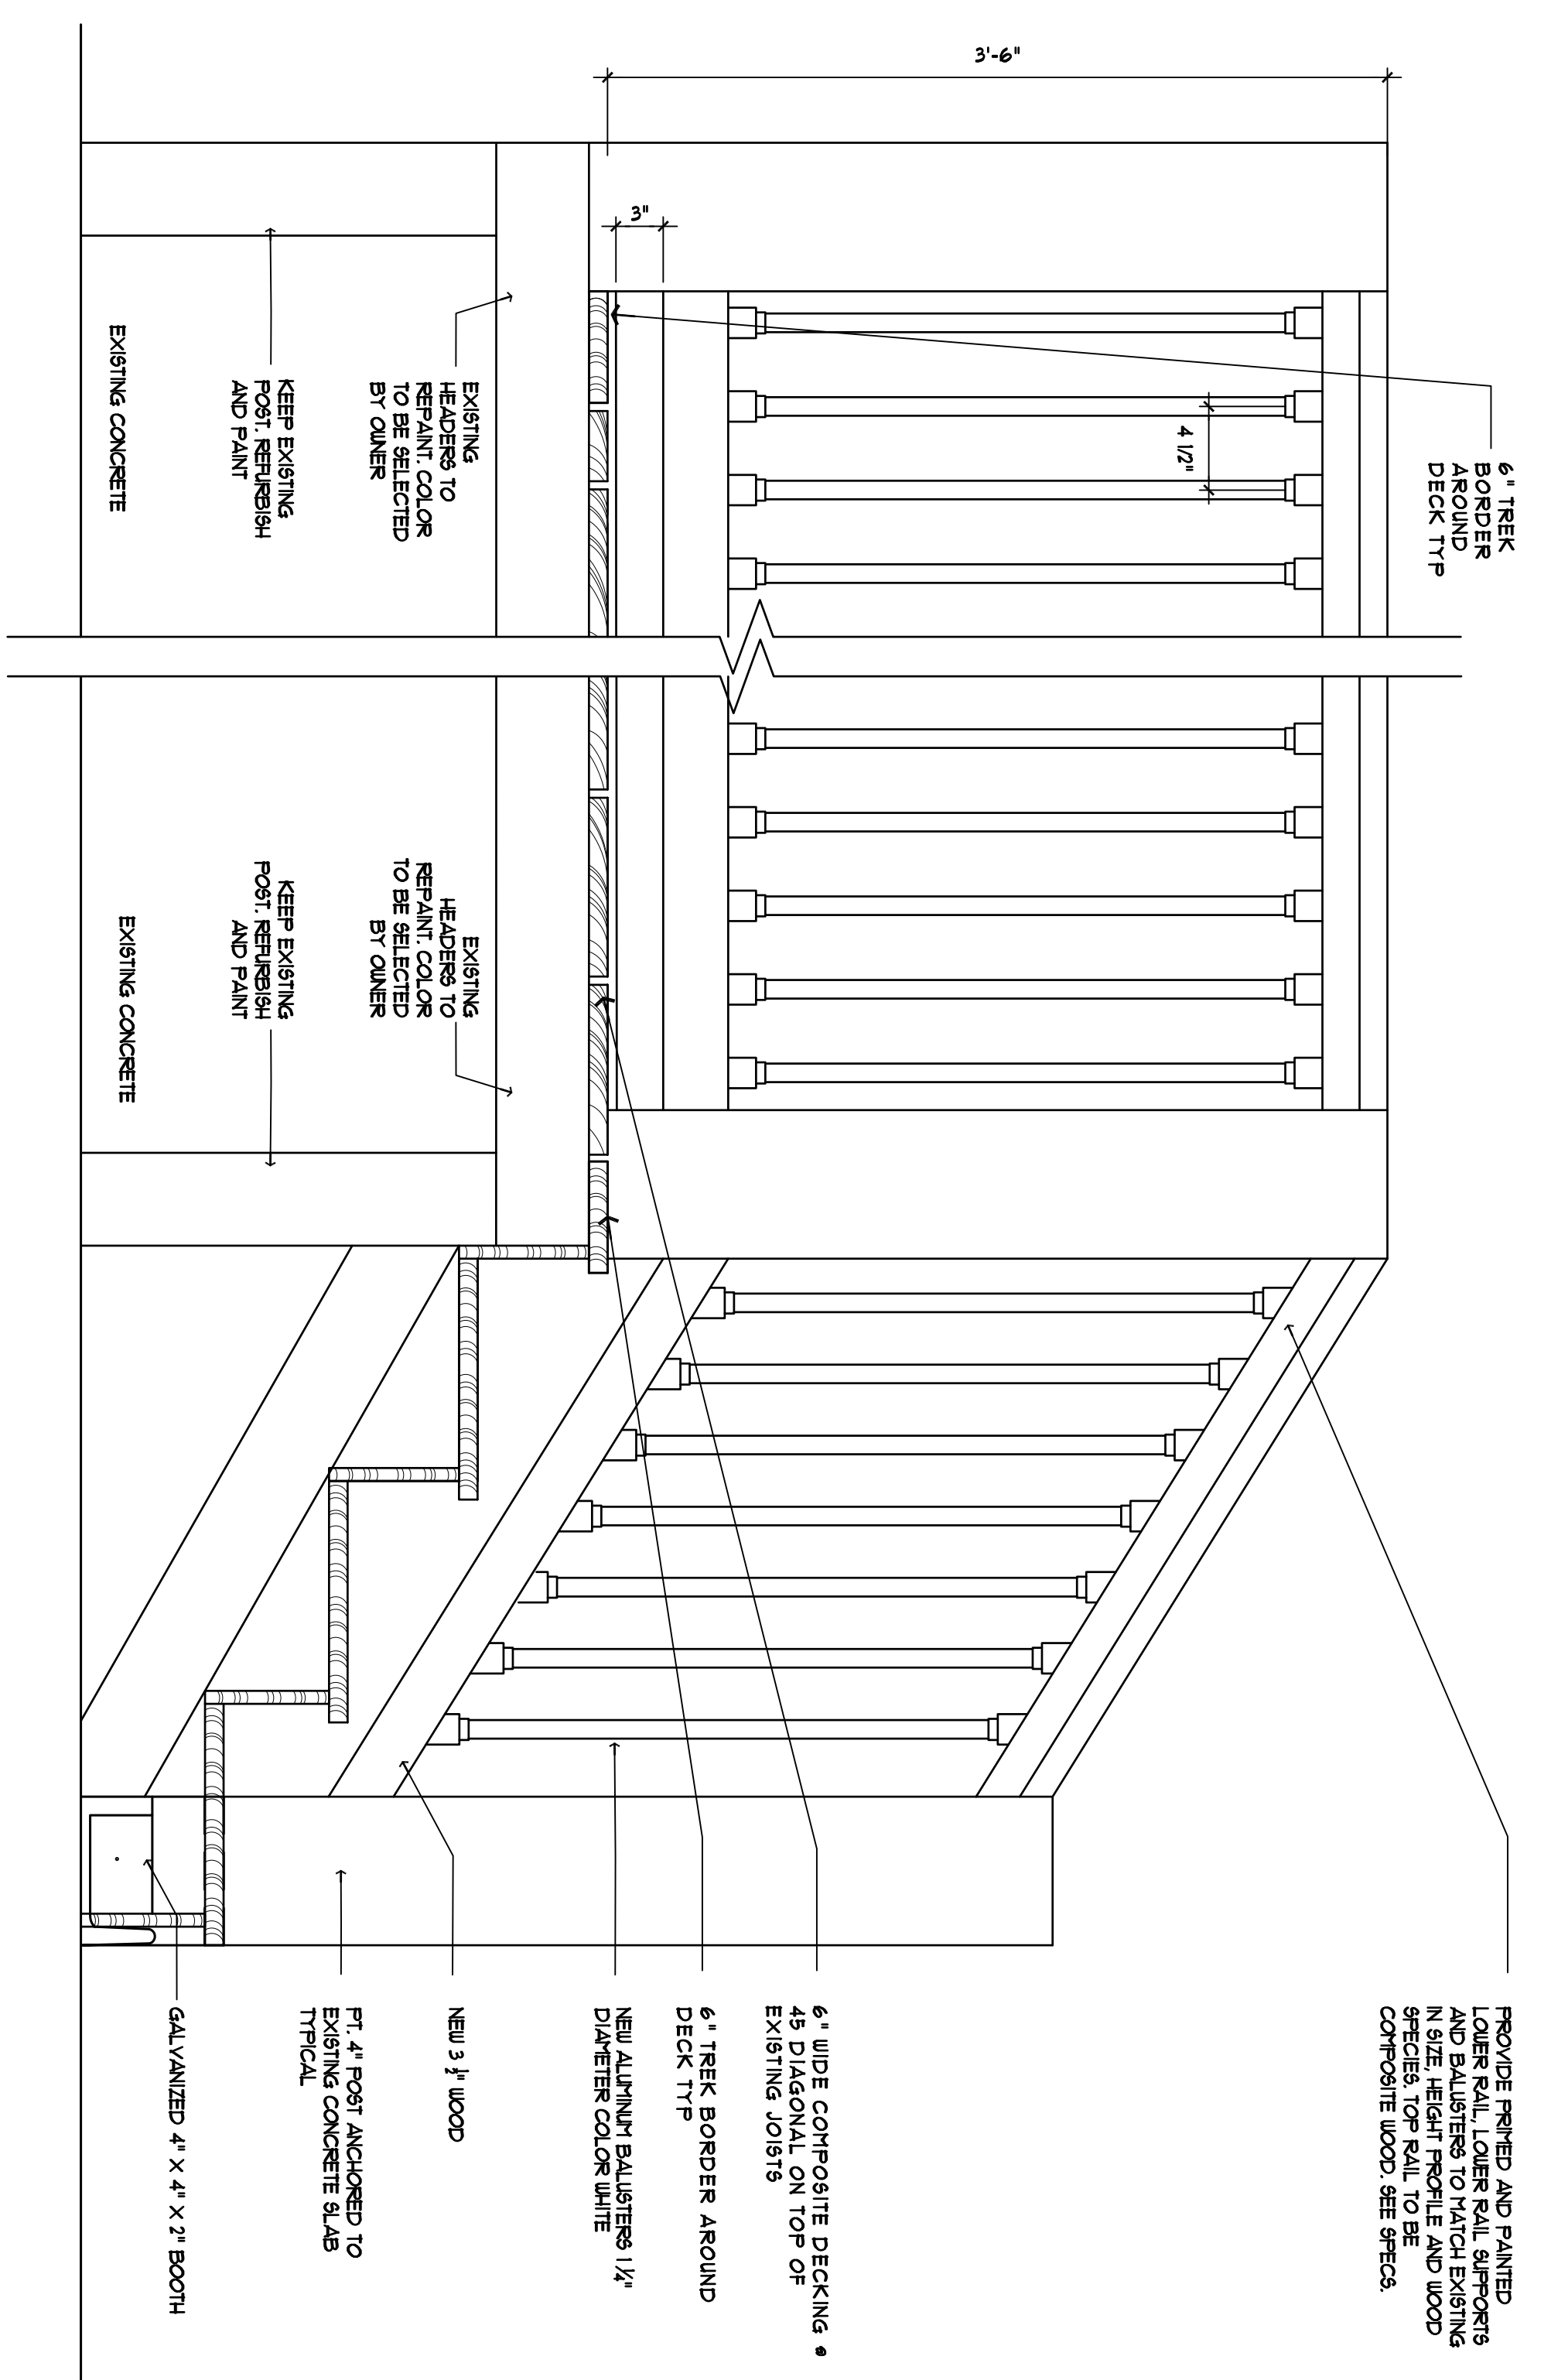 3'-6"
3"
4 1/2"
6" TREK
BORDER
AROUND
DECK TYP
EXISTING
HEADERS TO
REPAINT. COLOR
TO BE SELECTED
BY OWNER
KEEP EXISTING
POST. REFURBISH
AND PAINT
EXISTING CONCRETE
EXISTING
HEADERS TO
REPAINT. COLOR
TO BE SELECTED
BY OWNER
KEEP EXISTING
POST. REFURBISH
AND PAINT
EXISTING CONCRETE
PROVIDE PRIMED AND PAINTED
LOWER RAIL, LOWER RAIL SUPPORTS
AND BALUSTERS TO MATCH EXISTING
IN SIZE, HEIGHT PROFILE AND WOOD
SPECIES. TOP RAIL TO BE
COMPOSITE WOOD. SEE SPECS.
6" WIDE COMPOSITE DECKING @
45 DIAGONAL ON TOP OF
EXISTING JOISTS
6" TREK BORDER AROUND
DECK TYP
NEW ALUMINUM BALUSTERS 1 1/4"
DIAMETER COLOR WHITE
NEW 3 1/2" WOOD
PT. 4" POST ANCHORED TO
EXISTING CONCRETE SLAB
TYPICAL
GALVANIZED 4" X 4" X 2" BOOTH